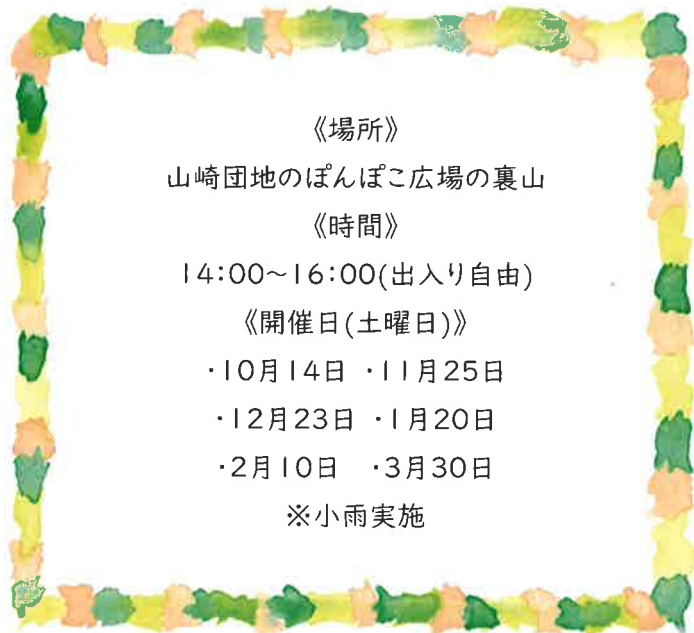 《場所》
山崎団地のぽんぽこ広場の裏山
《時間》
14:00~16:00(出入り自由)
《開催日(土曜日)》
・10月14日 ・11月25日
・12月23日 ・1月20日
・2月10日 ・3月30日
※小雨実施